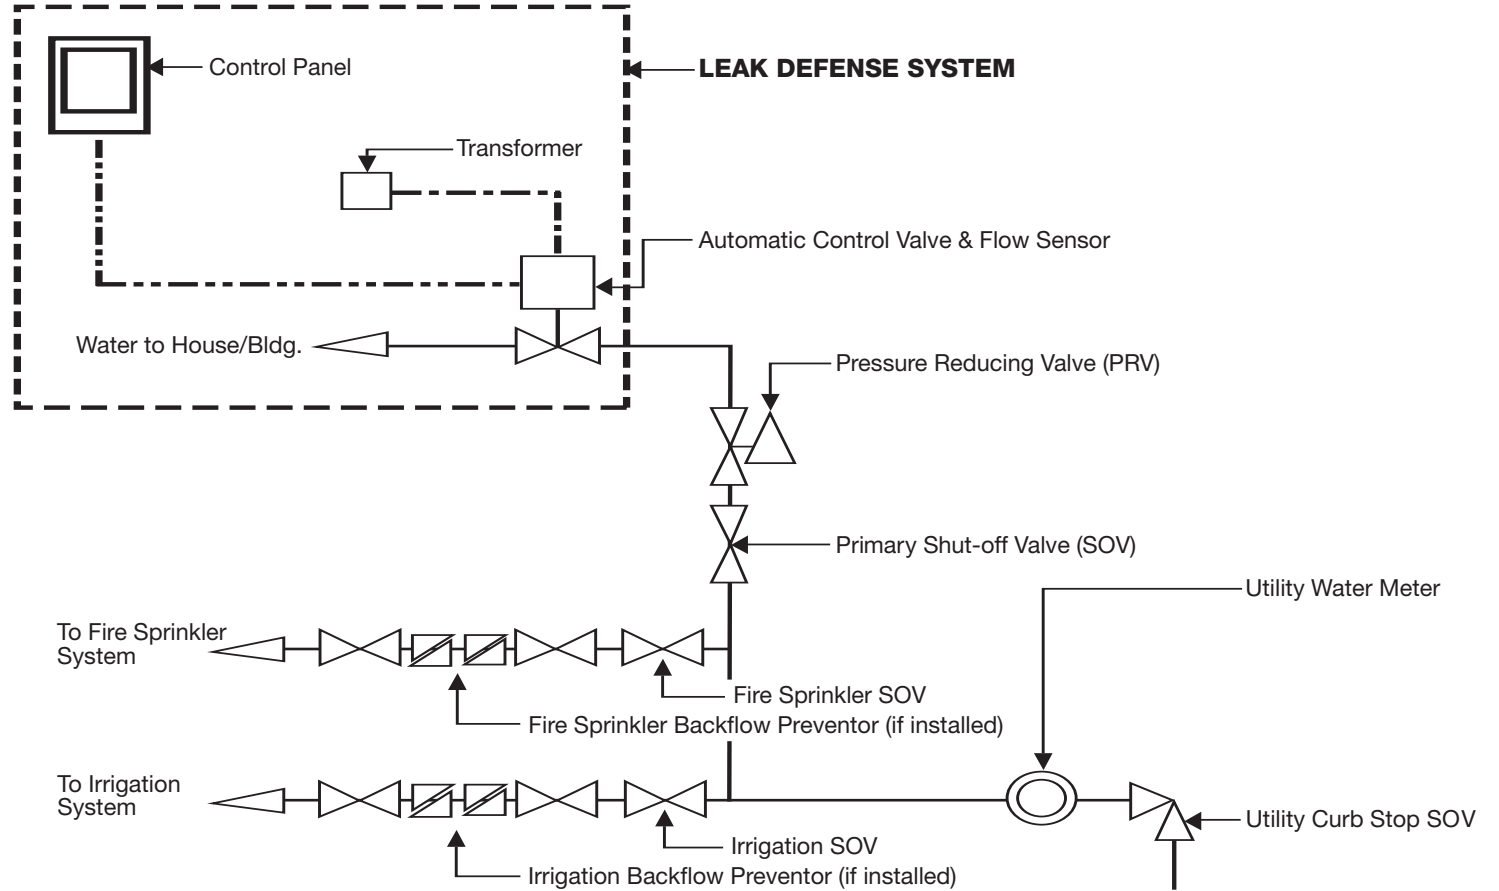 Control Panel
LEAK DEFENSE SYSTEM
Transformer
Automatic Control Valve & Flow Sensor
Water to House/Bldg.
Pressure Reducing Valve (PRV)
Primary Shut-off Valve (SOV)
Utility Water Meter
To Fire Sprinkler
System
Fire Sprinkler SOV
Fire Sprinkler Backflow Preventor (if installed)
To Irrigation
System
Utility Curb Stop SOV
Irrigation SOV
Irrigation Backflow Preventor (if installed)